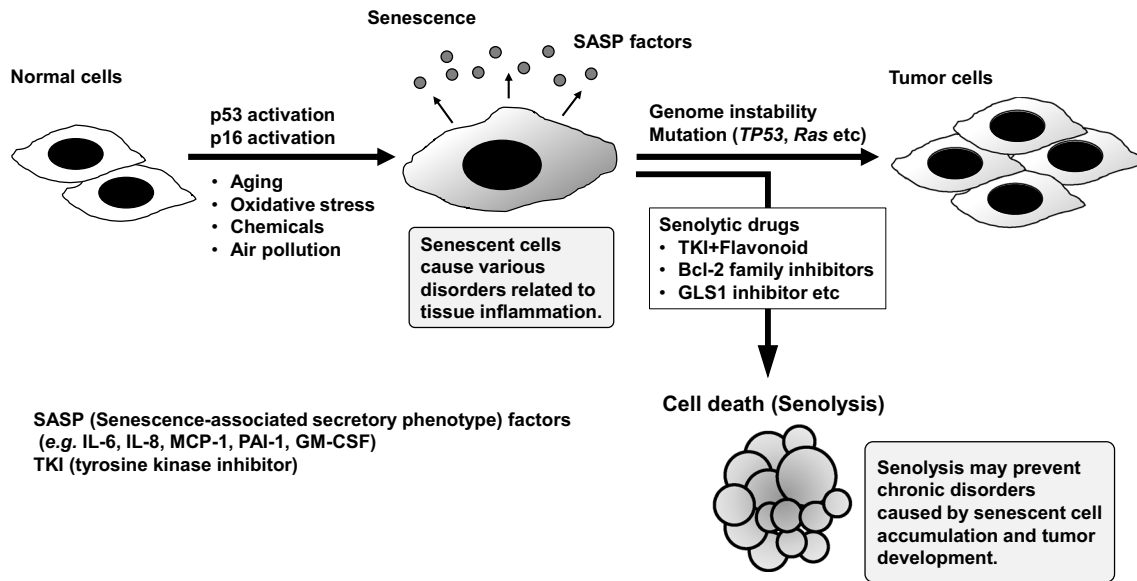 Senescence
SASP factors
Normal cells
Tumor cells
p53 activation
p16 activation
• Aging
• Oxidative stress
• Chemicals
• Air pollution
Genome instability
Mutation (TP53, Ras etc)
Senescent cells
cause various
disorders related to
tissue inflammation.
Senolytic drugs
• TKI+Flavonoid
• Bcl-2 family inhibitors
• GLS1 inhibitor etc
Cell death (Senolysis)
SASP (Senescence-associated secretory phenotype) factors
(e.g. IL-6, IL-8, MCP-1, PAI-1, GM-CSF)
TKI (tyrosine kinase inhibitor)
Senolysis may prevent
chronic disorders
caused by senescent cell
accumulation and tumor
development.